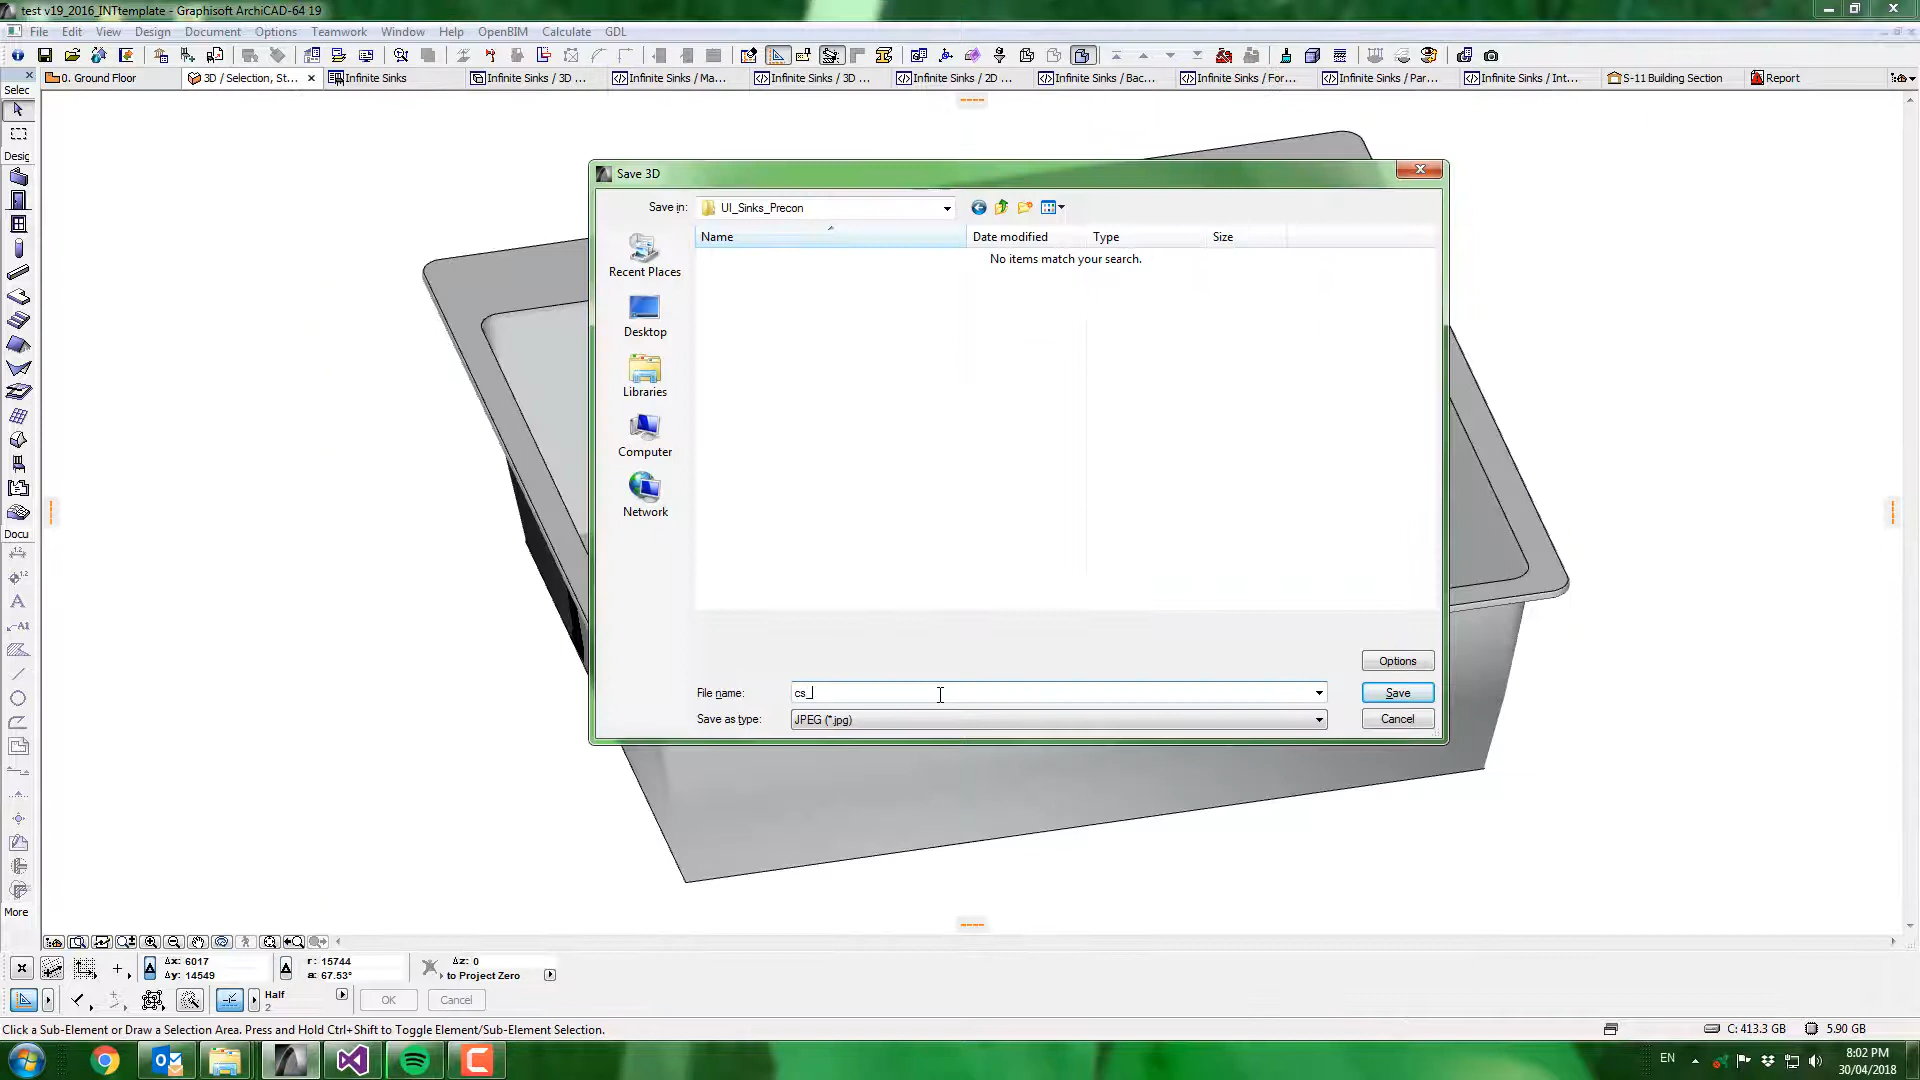 test v19_2016_INTtemplate - Graphisoft ArchiCAD-64 19
File Edit View Design Document Options Teamwork Window Help OpenBIM Calculate GDL
0. Ground Floor
3D / Selection, St...
Infinite Sinks
Infinite Sinks / 3D ...
Infinite Sinks / Ma...
Infinite Sinks / 3D ...
Infinite Sinks / 2D ...
Infinite Sinks / Bac...
Infinite Sinks / For...
Infinite Sinks / Par...
Infinite Sinks / Int...
S-11 Building Section
Report
Selec
Desig
Docu
More
Save 3D
Save in: UI_Sinks_Precon
Name Date modified Type Size
No items match your search.
Recent Places
Desktop
Libraries
Computer
Network
Options
File name: cs_ Save
Save as type: JPEG (*.jpg) Cancel
Δx: 6017
Δy: 14549
r: 15744
a: 67.53°
Δz: 0
to Project Zero
Half
2
OK Cancel
Click a Sub-Element or Draw a Selection Area. Press and Hold Ctrl+Shift to Toggle Element/Sub-Element Selection.
C: 413.3 GB 5.90 GB
EN
8:02 PM
30/04/2018